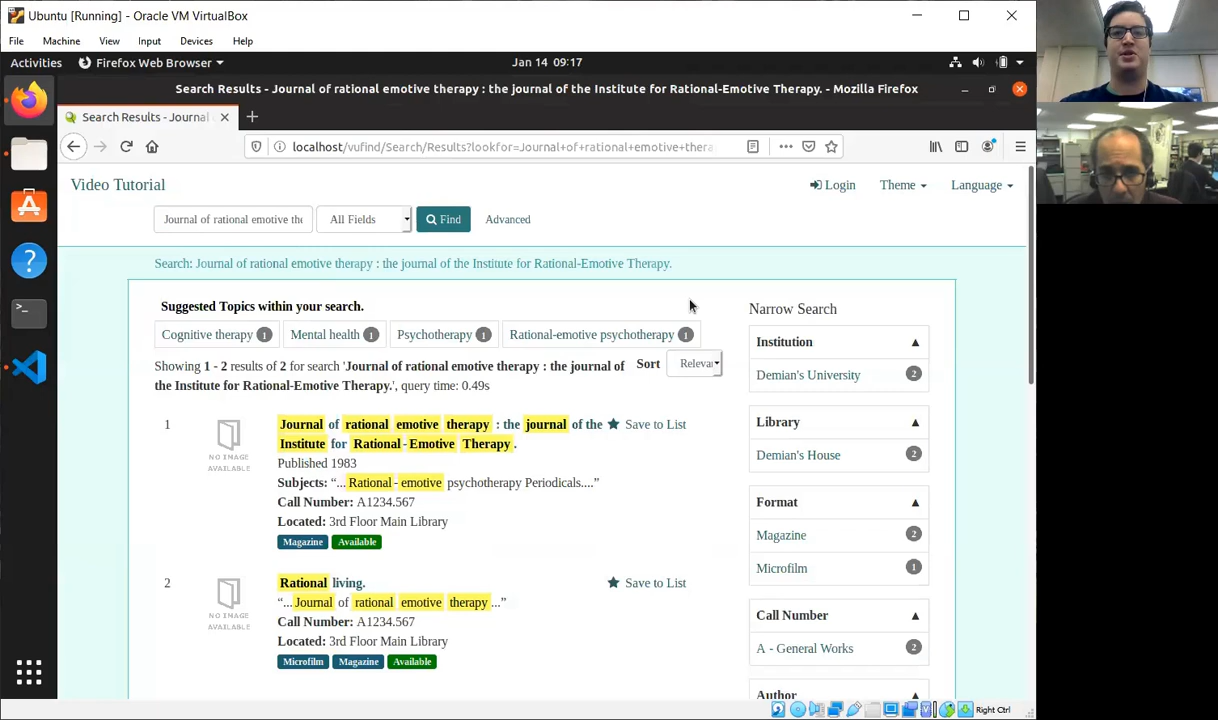 Ubuntu [Running] - Oracle VM VirtualBox
File Machine View Input Devices Help
Activities Firefox Web Browser Jan 14 09:17
Search Results - Journal of rational emotive therapy : the journal of the Institute for Rational-Emotive Therapy. - Mozilla Firefox
Search Results - Journal
localhost/vufind/Search/Results?lookfor=Journal+of+rational+emotive+thera
Video Tutorial
Login Theme Language
Journal of rational emotive the All Fields Find Advanced
Search: Journal of rational emotive therapy : the journal of the Institute for Rational-Emotive Therapy.
Suggested Topics within your search.
Cognitive therapy 1 Mental health 1 Psychotherapy 1 Rational-emotive psychotherapy 1
Showing 1 - 2 results of 2 for search 'Journal of rational emotive therapy : the journal of
the Institute for Rational-Emotive Therapy.', query time: 0.49s
Sort Releva
1
NO IMAGE
AVAILABLE
Journal of rational emotive therapy : the journal of the
Institute for Rational-Emotive Therapy.
Save to List
Published 1983
Subjects: “...Rational-emotive psychotherapy Periodicals....”
Call Number: A1234.567
Located: 3rd Floor Main Library
Magazine Available
2
NO IMAGE
AVAILABLE
Rational living.
Save to List
“...Journal of rational emotive therapy...”
Call Number: A1234.567
Located: 3rd Floor Main Library
Microfilm Magazine Available
Narrow Search
Institution
Demian's University 2
Library
Demian's House 2
Format
Magazine 2
Microfilm 1
Call Number
A - General Works 2
Author
Right Ctrl